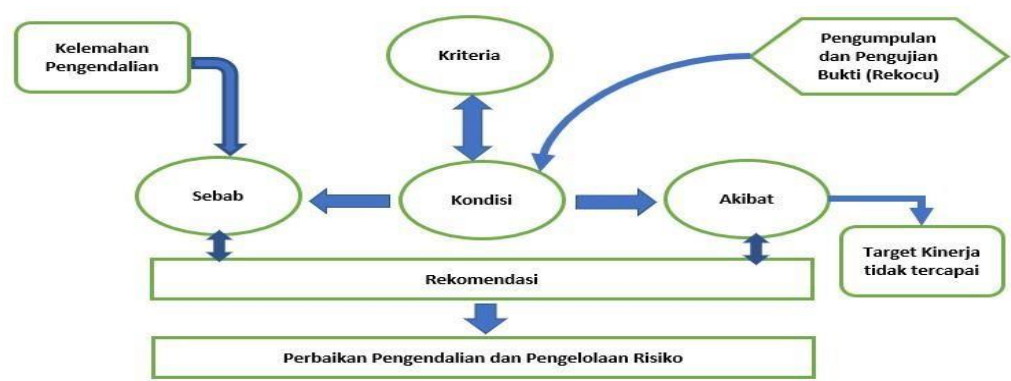 Kelemahan
Pengendalian
Kriteria
Pengumpulan
dan Pengujian
Bukti (Rekocu)
Sebab
Kondisi
Akibat
Target Kinerja
tidak tercapai
Rekomendasi
Perbaikan Pengendalian dan Pengelolaan Risiko